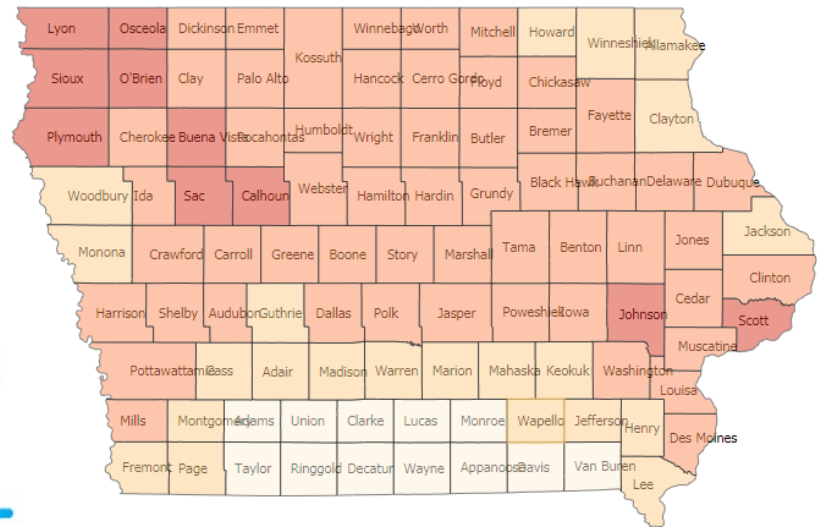 Lyon Osceola Dickinson Emmet Winnebago Worth Mitchell Howard Winneshiek Allamakee
Sioux O'Brien Clay Palo Alto Kossuth Hancock Cerro Gordo Floyd Chickasaw
Plymouth Cherokee Buena Vista Pocahontas Humboldt Wright Franklin Butler Bremer Fayette Clayton
Woodbury Ida Sac Calhoun Webster Hamilton Hardin Grundy Black Hawk Buchanan Delaware Dubuque
Monona Crawford Carroll Greene Boone Story Marshall Tama Benton Linn Jones Jackson
Harrison Shelby Audubon Guthrie Dallas Polk Jasper Poweshiek Iowa Johnson Cedar Clinton Scott
Pottawattamie Cass Adair Madison Warren Marion Mahaska Keokuk Washington Muscatine Louisa
Mills Montgomery Adams Union Clarke Lucas Monroe Wapello Jefferson Henry Des Moines
Fremont Page Taylor Ringgold Decatur Wayne Appanoose Davis Van Buren Lee